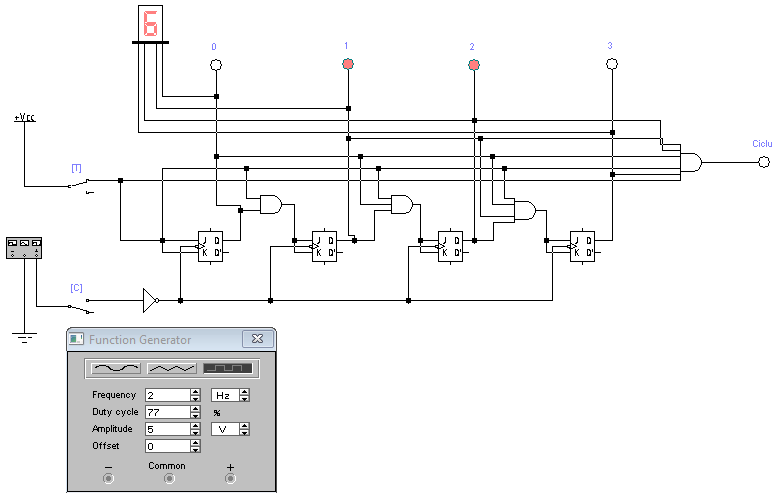 6
0 1 2 3
+Vcc
Ciclu
[T]
J Q J Q J Q J Q
K Q' K Q' K Q' K Q'
[C]
Function Generator
Frequency 2 Hz
Duty cycle 77 %
Amplitude 5 V
Offset 0
− Common +